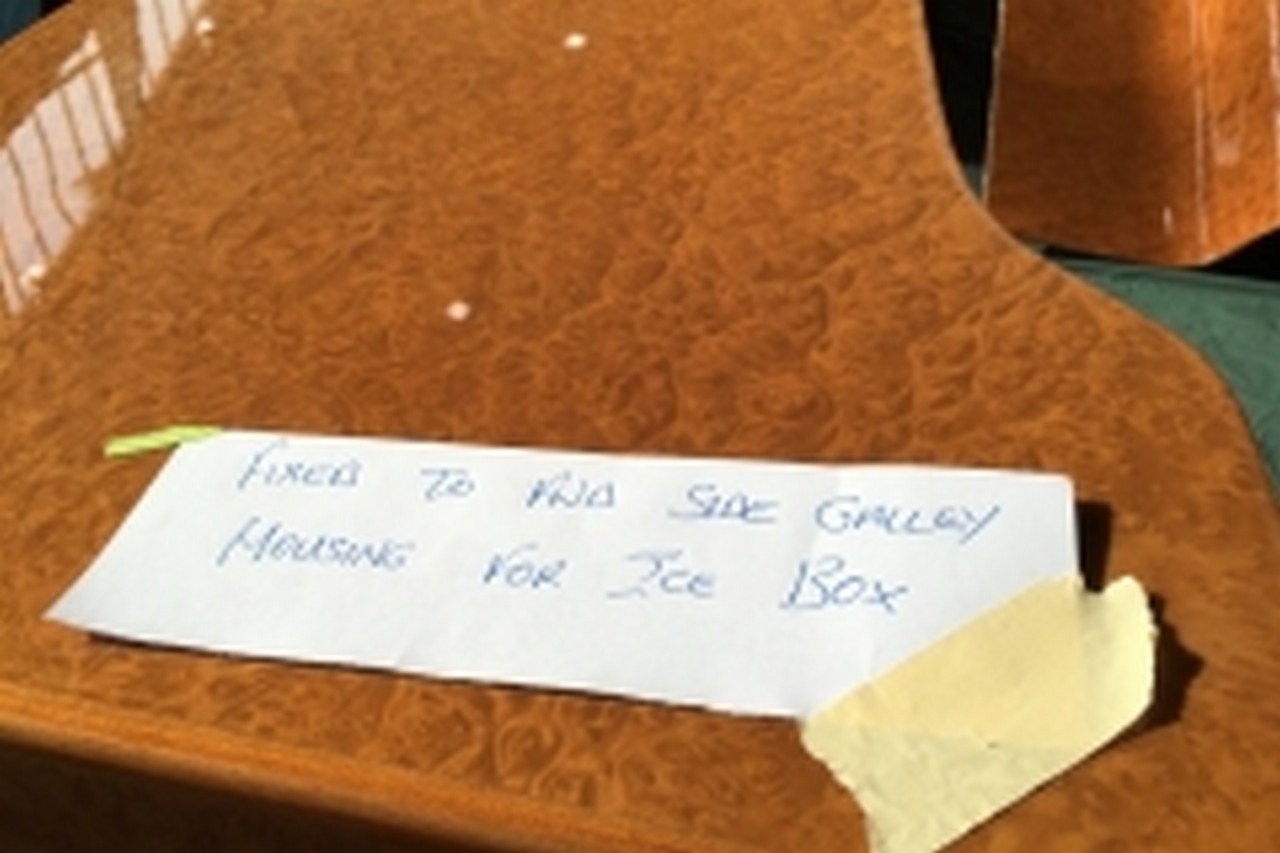 FIXED TO FWD SIDE GALLEY
HOUSING FOR ICE BOX